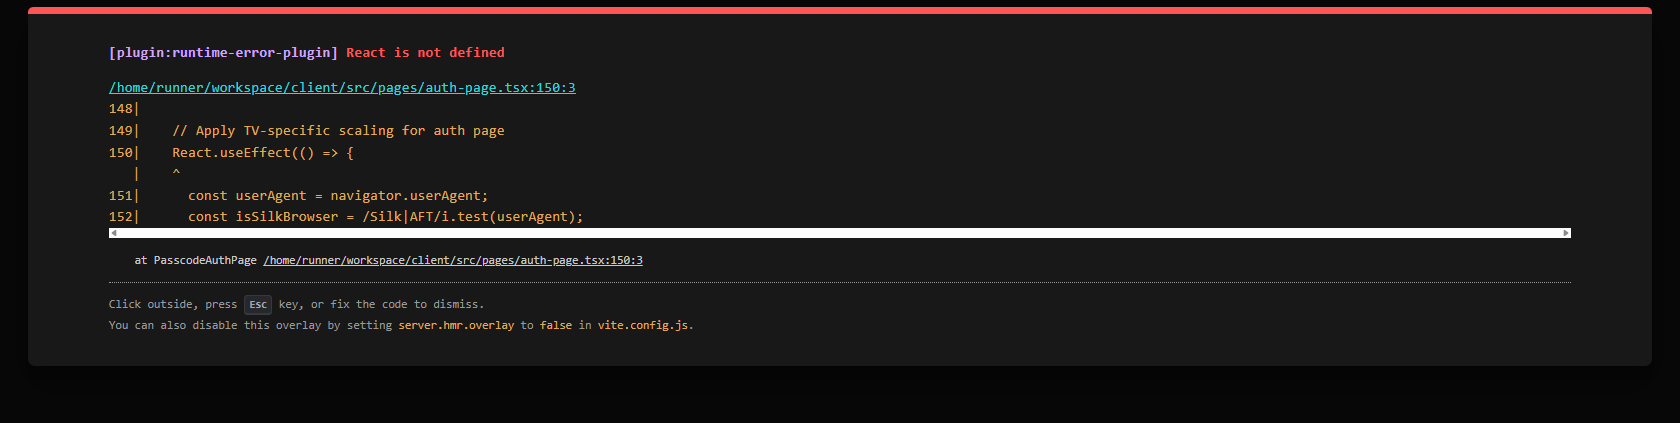 [plugin:runtime-error-plugin] React is not defined
/home/runner/workspace/client/src/pages/auth-page.tsx:150:3
148|
149|    // Apply TV-specific scaling for auth page
150|    React.useEffect(() => {
   |    ^
151|      const userAgent = navigator.userAgent;
152|      const isSilkBrowser = /Silk|AFT/i.test(userAgent);
at PasscodeAuthPage /home/runner/workspace/client/src/pages/auth-page.tsx:150:3
Click outside, press Esc key, or fix the code to dismiss.
You can also disable this overlay by setting server.hmr.overlay to false in vite.config.js.